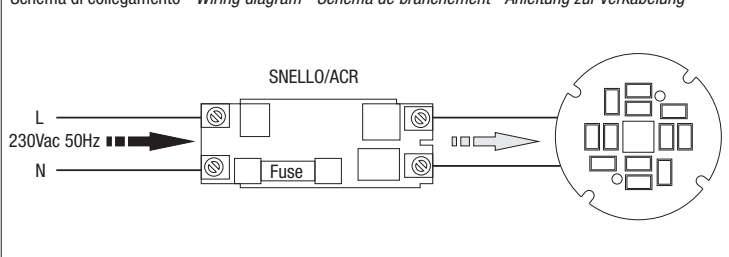 Schema di collegamento - Wiring diagram - Schéma de branchement - Anleitung zur Verkabelung
SNELLO/ACR
L
230Vac 50Hz
N
Fuse